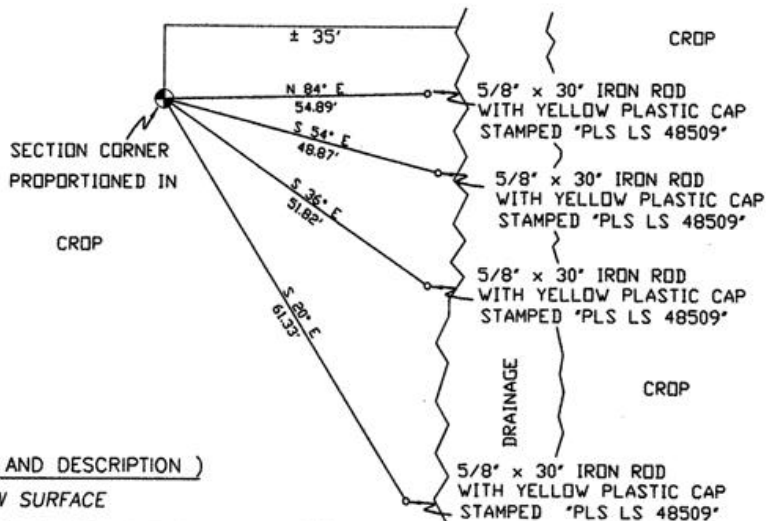 ± 35'
CROP
N 84° E
54.89'
5/8" x 30" IRON ROD
WITH YELLOW PLASTIC CAP
STAMPED "PLS LS 48509"
SECTION CORNER
PROPORTIONED IN
S 54° E
48.87'
5/8" x 30" IRON ROD
WITH YELLOW PLASTIC CAP
STAMPED "PLS LS 48509"
CROP
S 36° E
51.82'
5/8" x 30" IRON ROD
WITH YELLOW PLASTIC CAP
STAMPED "PLS LS 48509"
S 20° E
61.33'
DRAINAGE
CROP
AND DESCRIPTION )
SURFACE
5/8" x 30" IRON ROD
WITH YELLOW PLASTIC CAP
STAMPED "PLS LS 48509"